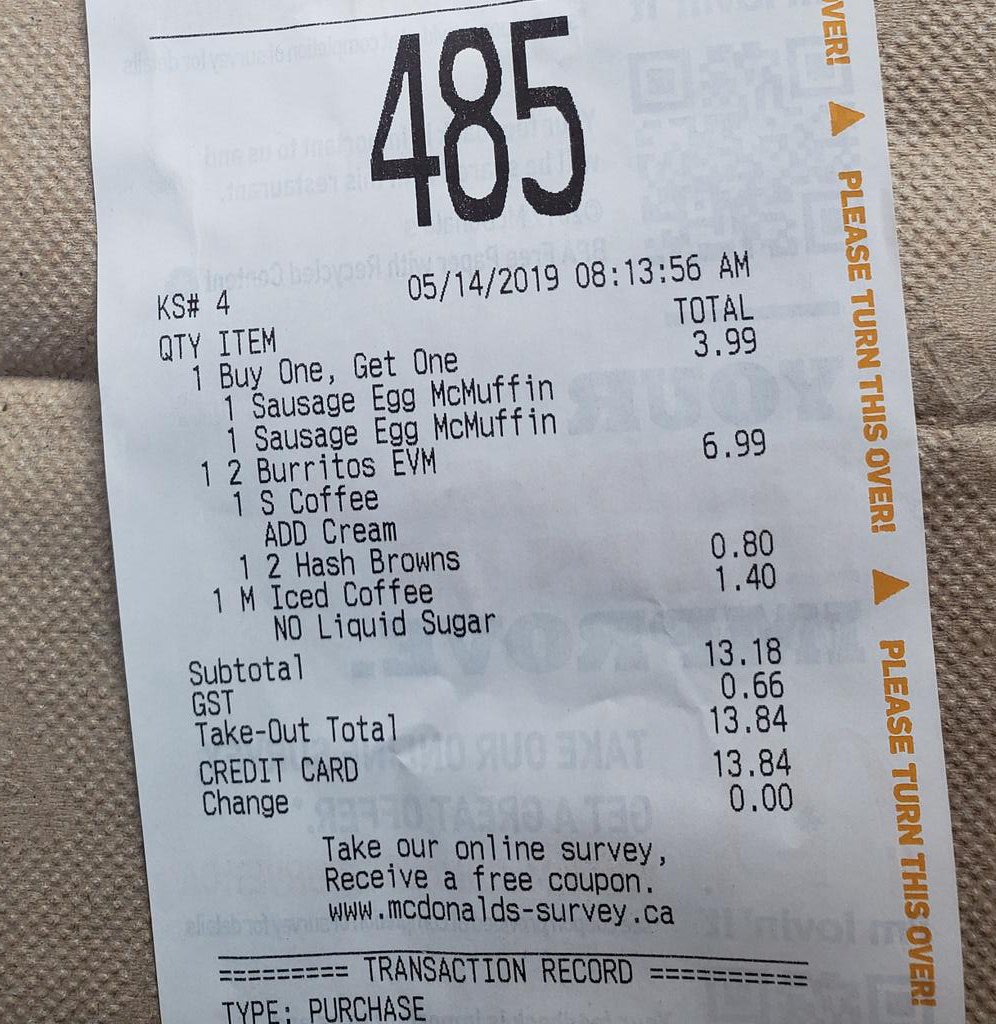 485
KS# 4 05/14/2019 08:13:56 AM
QTY ITEM TOTAL
1 Buy One, Get One 3.99
1 Sausage Egg McMuffin
1 Sausage Egg McMuffin
1 2 Burritos EVM 6.99
1 S Coffee
ADD Cream
1 2 Hash Browns 0.80
1 M Iced Coffee 1.40
NO Liquid Sugar
Subtotal 13.18
GST 0.66
Take-Out Total 13.84
CREDIT CARD 13.84
Change 0.00
Take our online survey,
Receive a free coupon.
www.mcdonalds-survey.ca
========= TRANSACTION RECORD ==========
TYPE: PURCHASE
OVER!
PLEASE TURN THIS OVER!
PLEASE TURN THIS OVER!